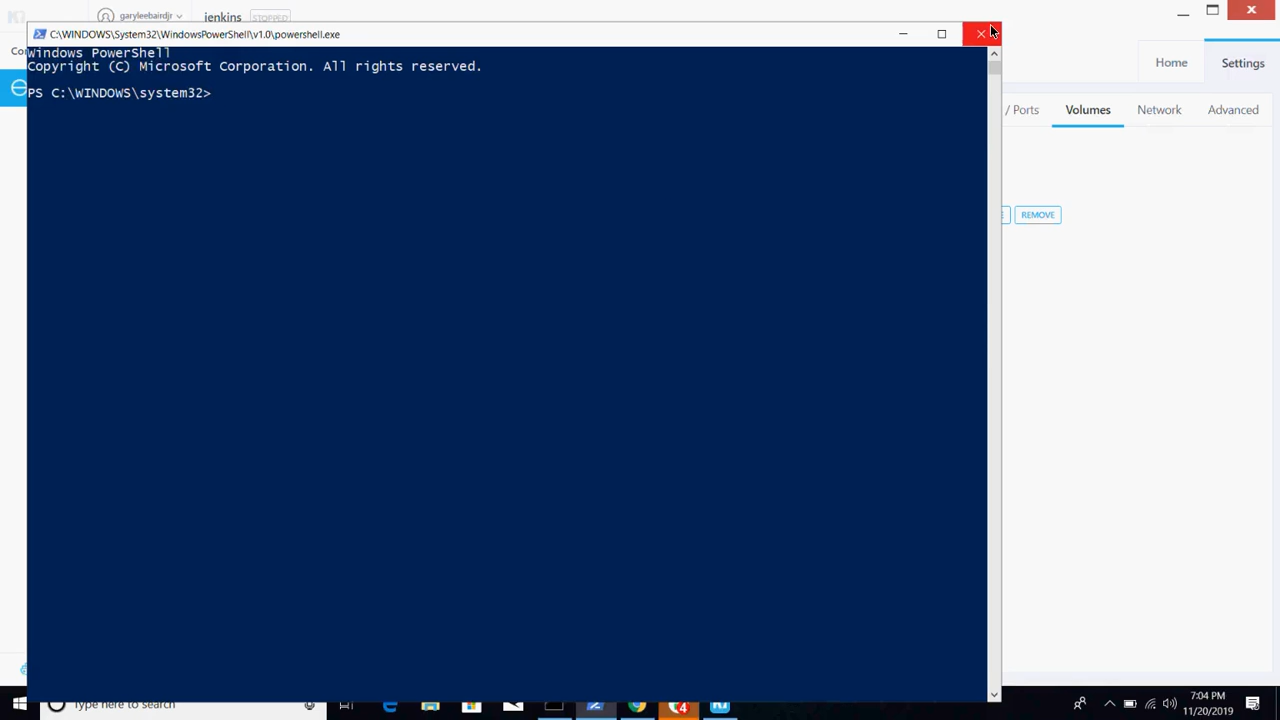 garyleebairdjr
jenkins
STOPPED
C:\WINDOWS\System32\WindowsPowerShell\v1.0\powershell.exe
Home
Settings
Windows PowerShell
Copyright (C) Microsoft Corporation. All rights reserved.
PS C:\WINDOWS\system32>
/ Ports
Volumes
Network
Advanced
REMOVE
Type here to search
4
7:04 PM
11/20/2019